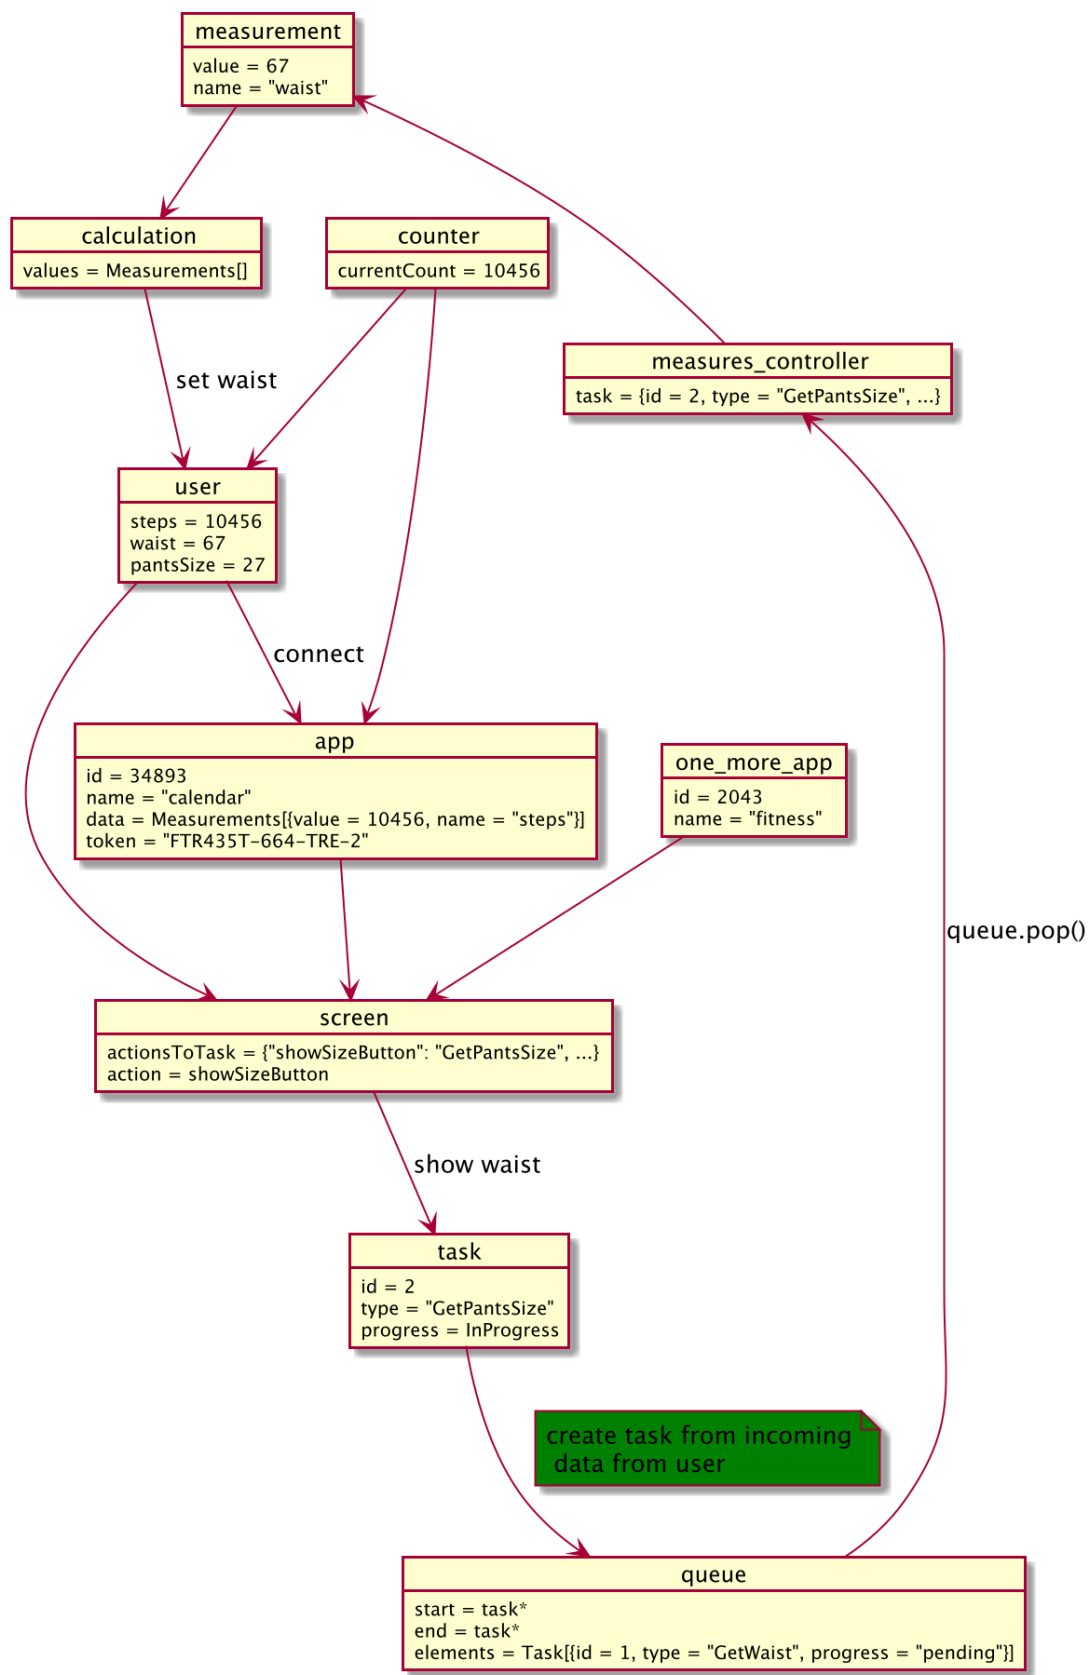 measurement
value = 67
name = "waist"
calculation
values = Measurements[]
counter
currentCount = 10456
measures_controller
task = {id = 2, type = "GetPantsSize", ...}
set waist
user
steps = 10456
waist = 67
pantsSize = 27
connect
app
id = 34893
name = "calendar"
data = Measurements[{value = 10456, name = "steps"}]
token = "FTR435T-664-TRE-2"
one_more_app
id = 2043
name = "fitness"
queue.pop()
screen
actionsToTask = {"showSizeButton": "GetPantsSize", ...}
action = showSizeButton
show waist
task
id = 2
type = "GetPantsSize"
progress = InProgress
create task from incoming
data from user
queue
start = task*
end = task*
elements = Task[{id = 1, type = "GetWaist", progress = "pending"}]